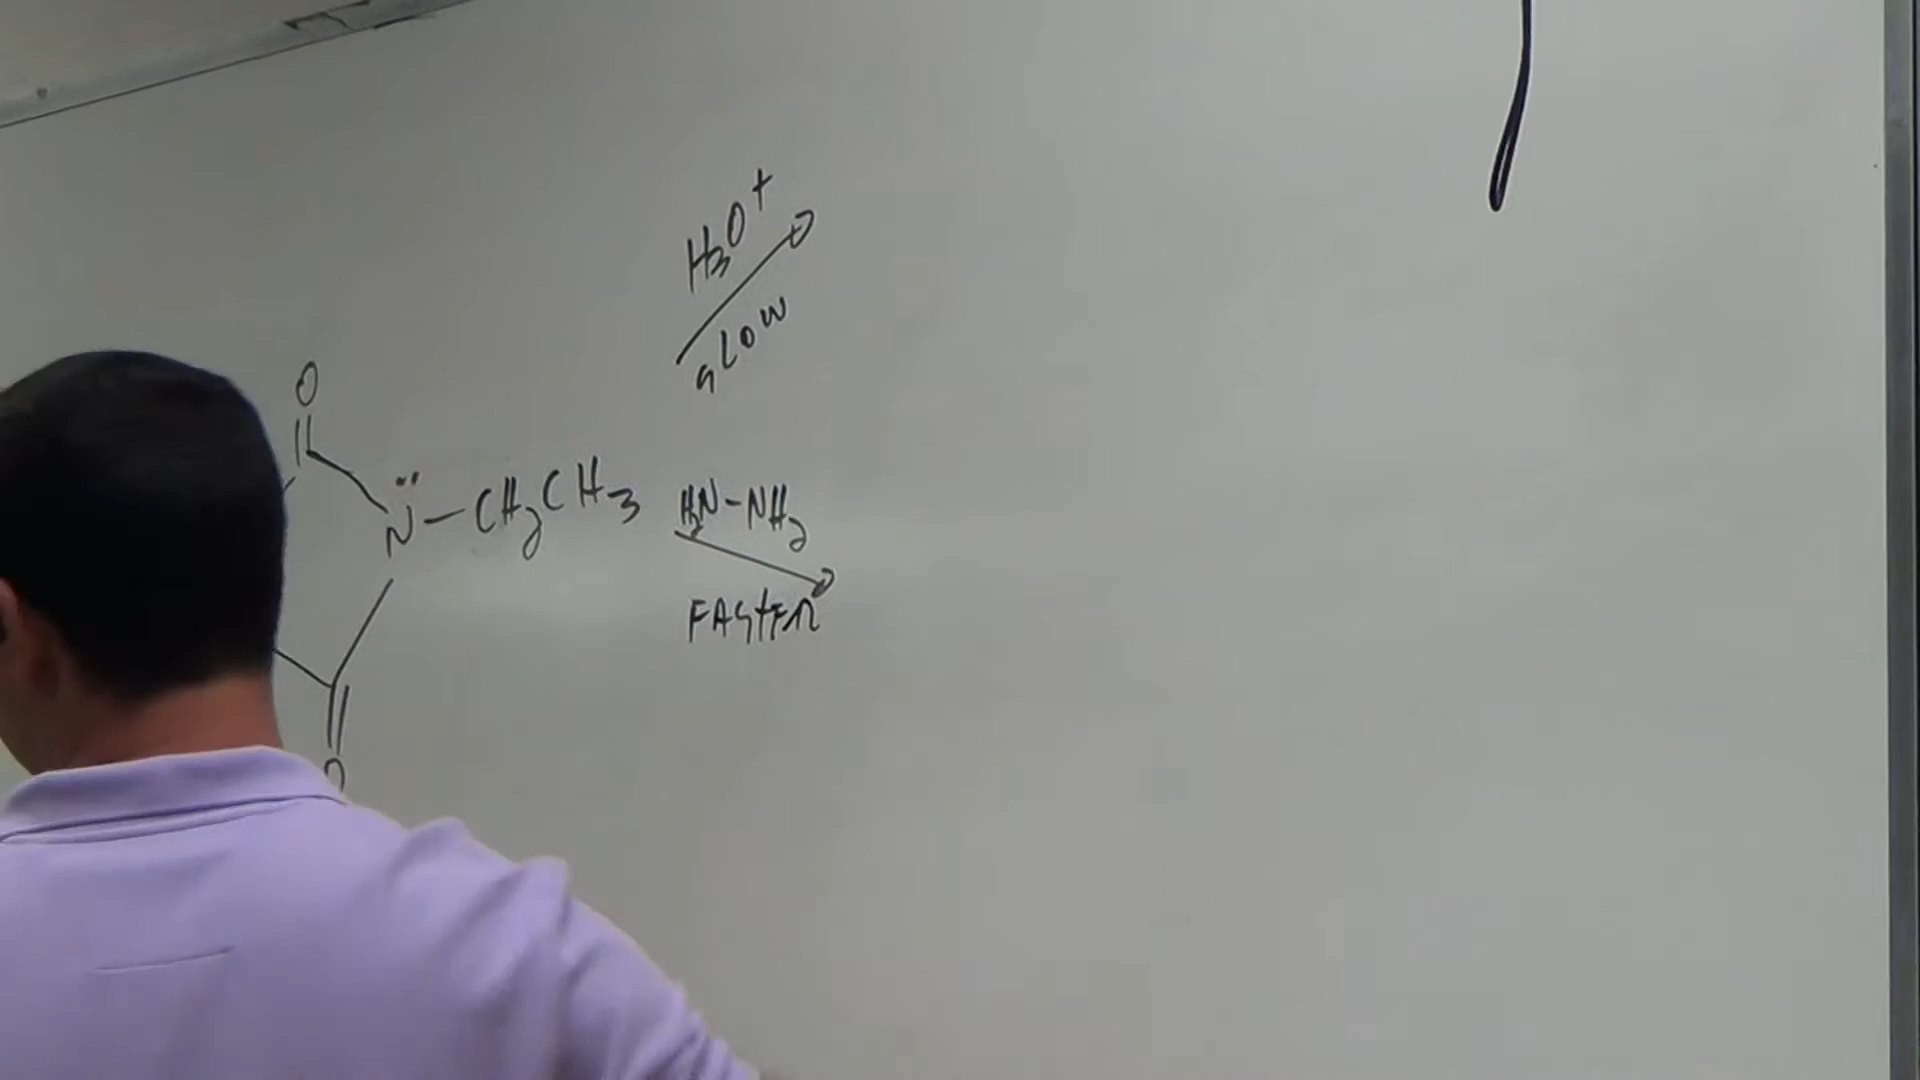 H3O+
SLOW
O
N̈—CH2CH3
H2N-NH2
FASTER
O